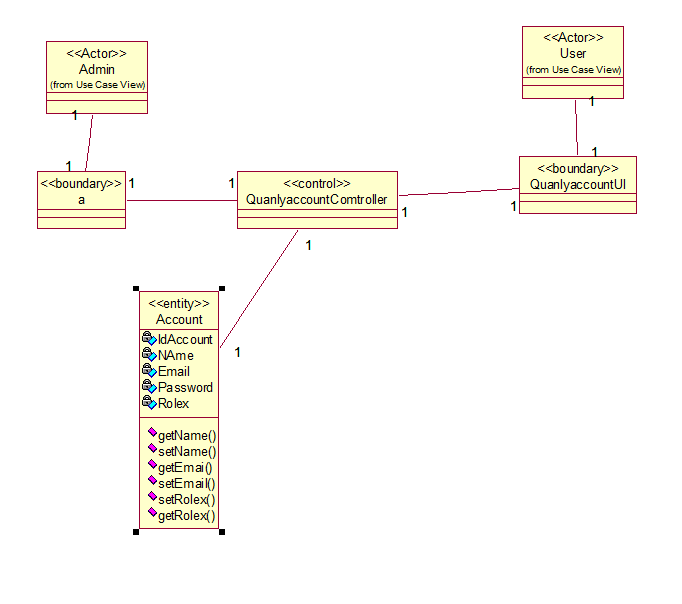 <<Actor>>
Admin
(from Use Case View)
1
1
<<Actor>>
User
(from Use Case View)
1
1
<<boundary>>
a
1
1
<<control>>
QuanlyaccountComtroller
1
1
<<boundary>>
QuanlyaccountUI
1
1
<<entity>>
Account
IdAccount
NAme
Email
Password
Rolex
getName()
setName()
getEmai()
setEmail()
setRolex()
getRolex()